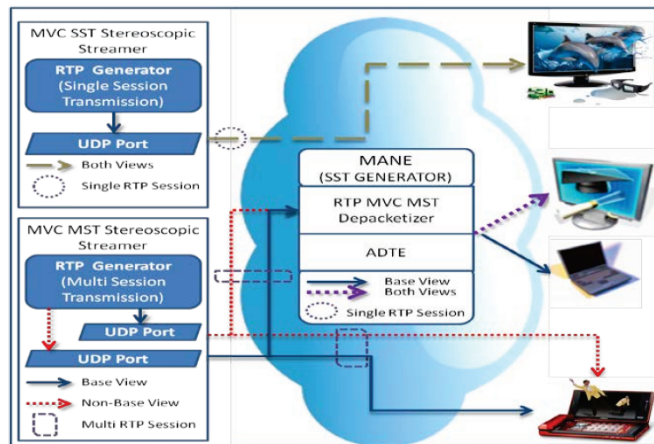 MVC SST Stereoscopic
Streamer
RTP Generator
(Single Session
Transmission)
UDP Port
Both Views
Single RTP Session
MVC MST Stereoscopic
Streamer
RTP Generator
(Multi Session
Transmission)
UDP Port
UDP Port
Base View
Non-Base View
Multi RTP Session
MANE
(SST GENERATOR)
RTP MVC MST
Depacketizer
ADTE
Base View
Both Views
Single RTP Session